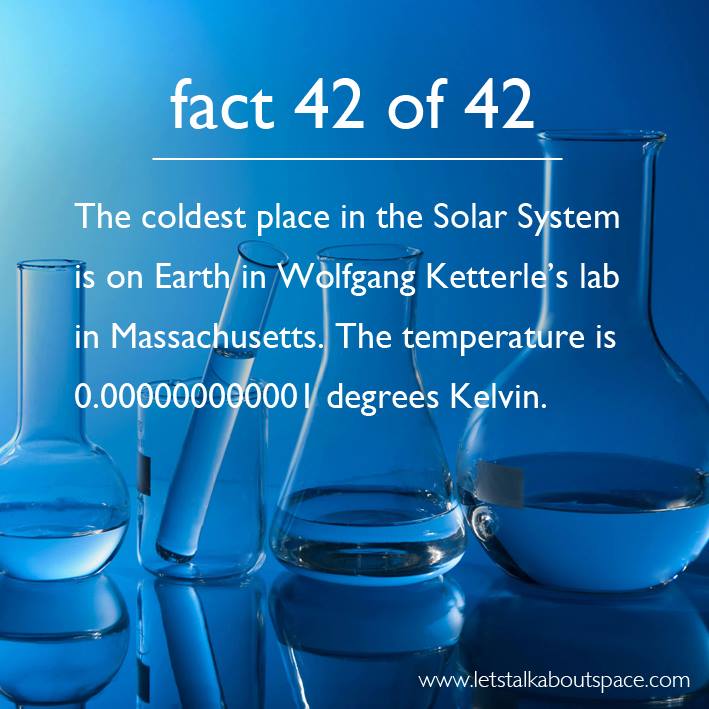 fact 42 of 42
The coldest place in the Solar System
is on Earth in Wolfgang Ketterle’s lab
in Massachusetts. The temperature is
0.000000000001 degrees Kelvin.
www.letstalkaboutspace.com